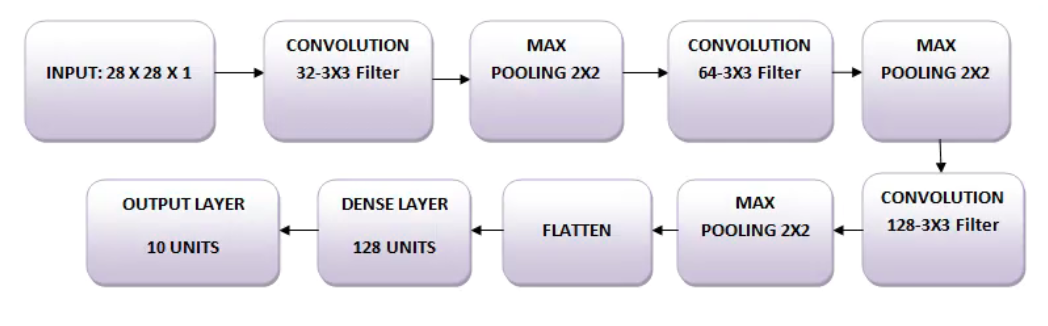 INPUT: 28 X 28 X 1
CONVOLUTION
32-3X3 Filter
MAX
POOLING 2X2
CONVOLUTION
64-3X3 Filter
MAX
POOLING 2X2
CONVOLUTION
128-3X3 Filter
MAX
POOLING 2X2
FLATTEN
DENSE LAYER
128 UNITS
OUTPUT LAYER
10 UNITS